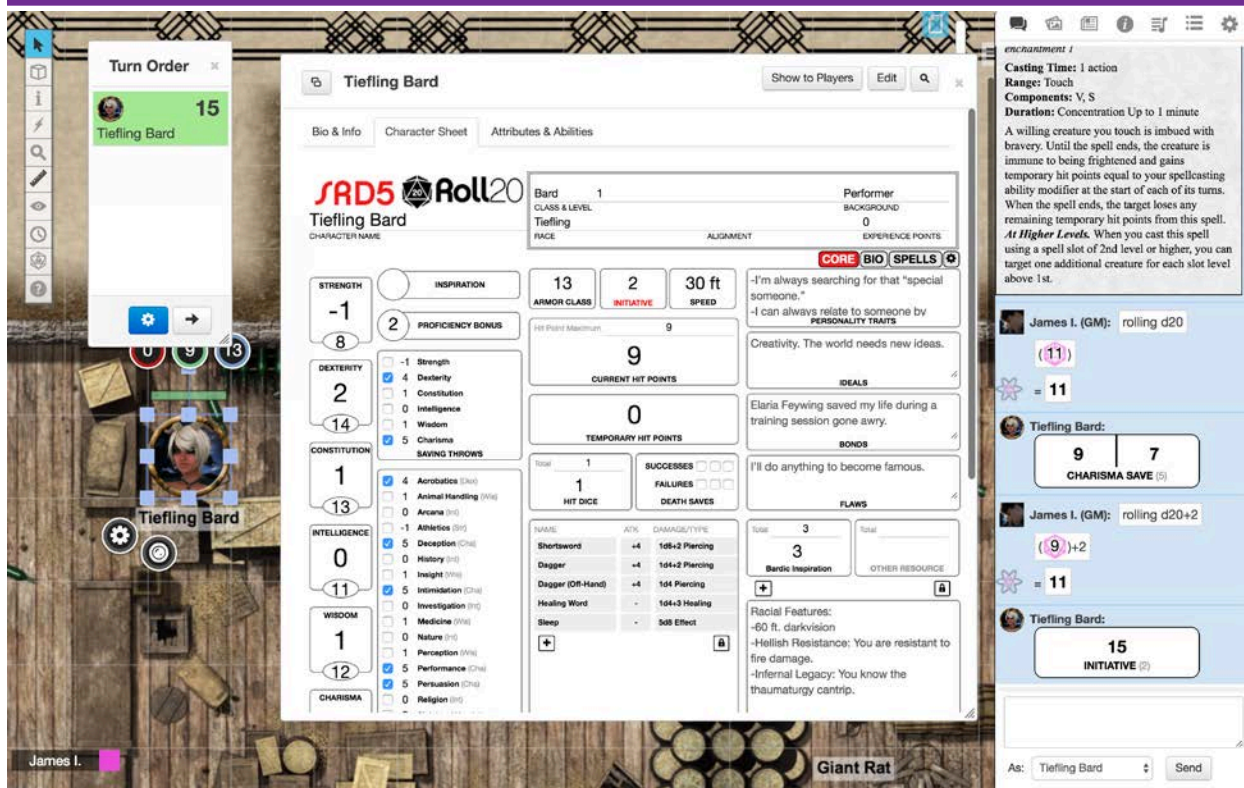 Turn Order
15
Tiefling Bard
0 9 13
Tiefling Bard
James I.
Giant Rat
Tiefling Bard
Show to Players
Edit
Bio & Info
Character Sheet
Attributes & Abilities
SRD5 Roll20
Tiefling Bard
CHARACTER NAME
Bard 1 Performer
CLASS & LEVEL BACKGROUND
Tiefling 0
RACE ALIGNMENT EXPERIENCE POINTS
CORE BIO SPELLS
STRENGTH
-1
8
DEXTERITY
2
14
CONSTITUTION
1
13
INTELLIGENCE
0
11
WISDOM
1
12
CHARISMA
INSPIRATION
2 PROFICIENCY BONUS
-1 Strength
4 Dexterity
1 Constitution
0 Intelligence
1 Wisdom
5 Charisma
SAVING THROWS
4 Acrobatics (Dex)
1 Animal Handling (Wis)
0 Arcana (Int)
-1 Athletics (Str)
5 Deception (Cha)
0 History (Int)
1 Insight (Wis)
5 Intimidation (Cha)
0 Investigation (Int)
1 Medicine (Wis)
0 Nature (Int)
1 Perception (Wis)
5 Performance (Cha)
5 Persuasion (Cha)
0 Religion (Int)
13
ARMOR CLASS
2
INITIATIVE
30 ft
SPEED
Hit Point Maximum 9
9
CURRENT HIT POINTS
0
TEMPORARY HIT POINTS
Total 1
1
HIT DICE
SUCCESSES
FAILURES
DEATH SAVES
NAME ATK DAMAGE/TYPE
Shortsword +4 1d6+2 Piercing
Dagger +4 1d4+2 Piercing
Dagger (Off-Hand) +4 1d4 Piercing
Healing Word - 1d4+3 Healing
Sleep - 5d8 Effect
-I'm always searching for that "special
someone."
-I can always relate to someone by
PERSONALITY TRAITS
Creativity. The world needs new ideas.
IDEALS
Elaria Feywing saved my life during a
training session gone awry.
BONDS
I'll do anything to become famous.
FLAWS
Total 3
3
Bardic Inspiration
Total
OTHER RESOURCE
Racial Features:
-60 ft. darkvision
-Hellish Resistance: You are resistant to
fire damage.
-Infernal Legacy: You know the
thaumaturgy cantrip.
enchantment 1
Casting Time: 1 action
Range: Touch
Components: V, S
Duration: Concentration Up to 1 minute
A willing creature you touch is imbued with
bravery. Until the spell ends, the creature is
immune to being frightened and gains
temporary hit points equal to your spellcasting
ability modifier at the start of each of its turns.
When the spell ends, the target loses any
remaining temporary hit points from this spell.
At Higher Levels. When you cast this spell
using a spell slot of 2nd level or higher, you can
target one additional creature for each slot level
above 1st.
James I. (GM): rolling d20
(11)
= 11
Tiefling Bard:
9 7
CHARISMA SAVE (5)
James I. (GM): rolling d20+2
(9)+2
= 11
Tiefling Bard:
15
INITIATIVE (2)
As: Tiefling Bard
Send